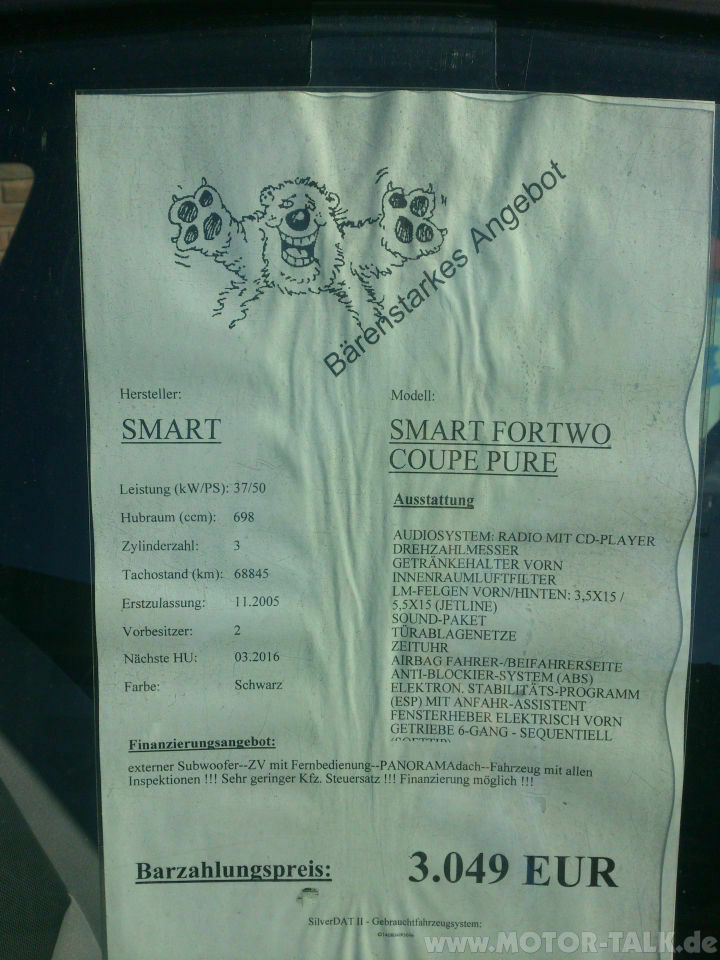 Bärenstarkes Angebot
Hersteller:
SMART
Modell:
SMART FORTWO
COUPE PURE
Leistung (kW/PS): 37/50
Hubraum (ccm): 698
Zylinderzahl: 3
Tachostand (km): 68845
Erstzulassung: 11.2005
Vorbesitzer: 2
Nächste HU: 03.2016
Farbe: Schwarz
Ausstattung
AUDIOSYSTEM: RADIO MIT CD-PLAYER
DREHZAHLMESSER
GETRÄNKEHALTER VORN
INNENRAUMLUFTFILTER
LM-FELGEN VORN/HINTEN: 3,5X15 /
5,5X15 (JETLINE)
SOUND-PAKET
TÜRABLAGENETZE
ZEITUHR
AIRBAG FAHRER-/BEIFAHRERSEITE
ANTI-BLOCKIER-SYSTEM (ABS)
ELEKTRON. STABILITÄTS-PROGRAMM
(ESP) MIT ANFAHR-ASSISTENT
FENSTERHEBER ELEKTRISCH VORN
GETRIEBE 6-GANG - SEQUENTIELL
Finanzierungsangebot:
externer Subwoofer--ZV mit Fernbedienung--PANORAMAdach--Fahrzeug mit allen
Inspektionen !!! Sehr geringer Kfz. Steuersatz !!! Finanzierung möglich !!!
Barzahlungspreis: 3.049 EUR
SilverDAT II - Gebrauchtfahrzeugsystem:
www.MOTOR-TALK.de